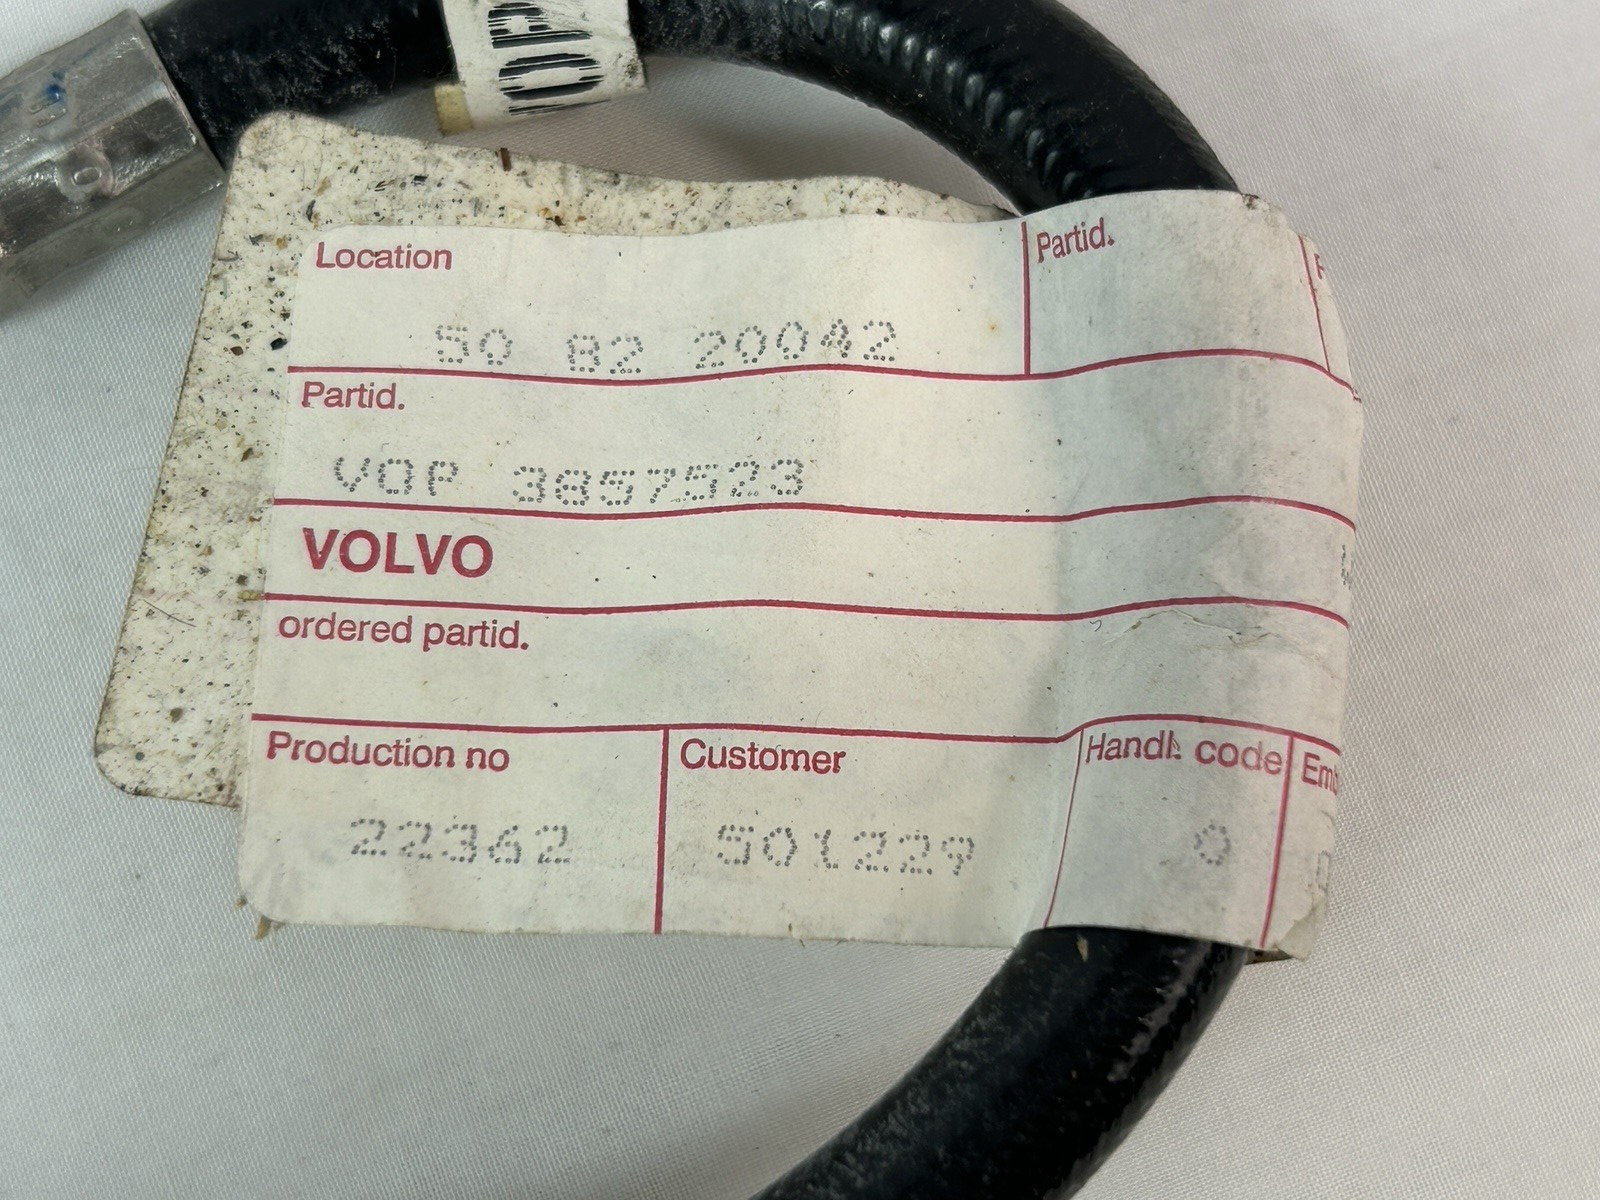 Location
Partid.
50 82 20042
Partid.
VOP 3857523
VOLVO
ordered partid.
Production no
Customer
Handl. code
22362
501229
0